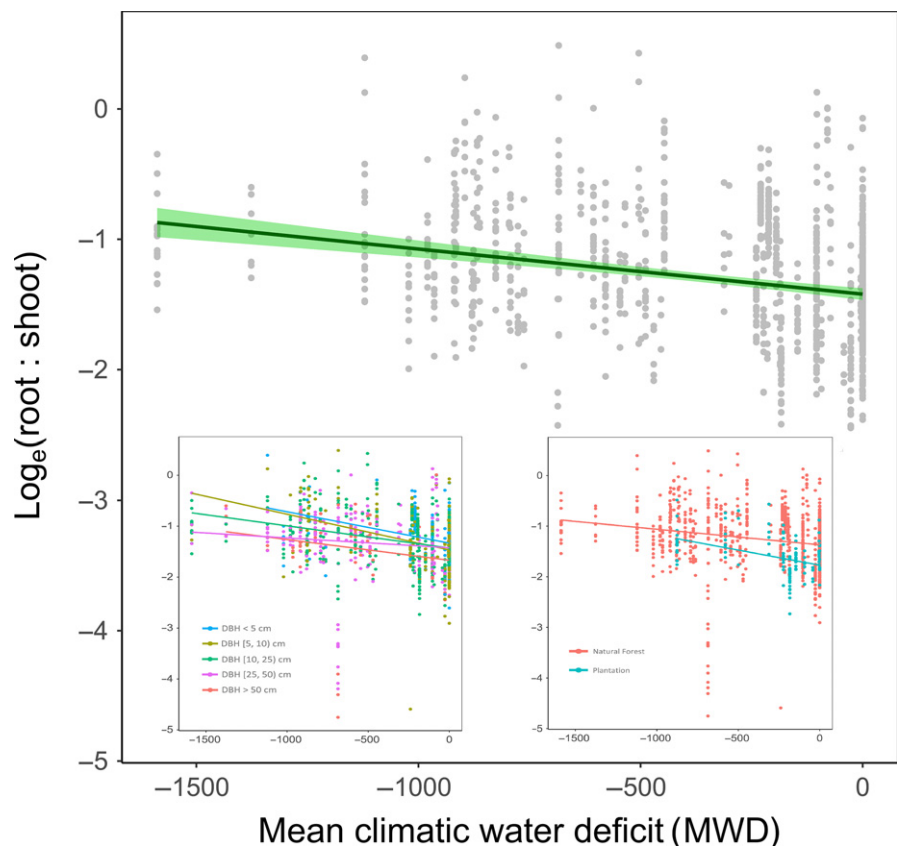 Log_e(root : shoot)
0
−1
−2
−3
−4
−5
−1500 −1000 −500 0
Mean climatic water deficit (MWD)
0
−1
−2
−3
−4
−5
−1500 −1000 −500 0
DBH < 5 cm
DBH [5, 10) cm
DBH [10, 25) cm
DBH [25, 50) cm
DBH > 50 cm
0
−1
−2
−3
−4
−5
−1500 −1000 −500 0
Natural Forest
Plantation